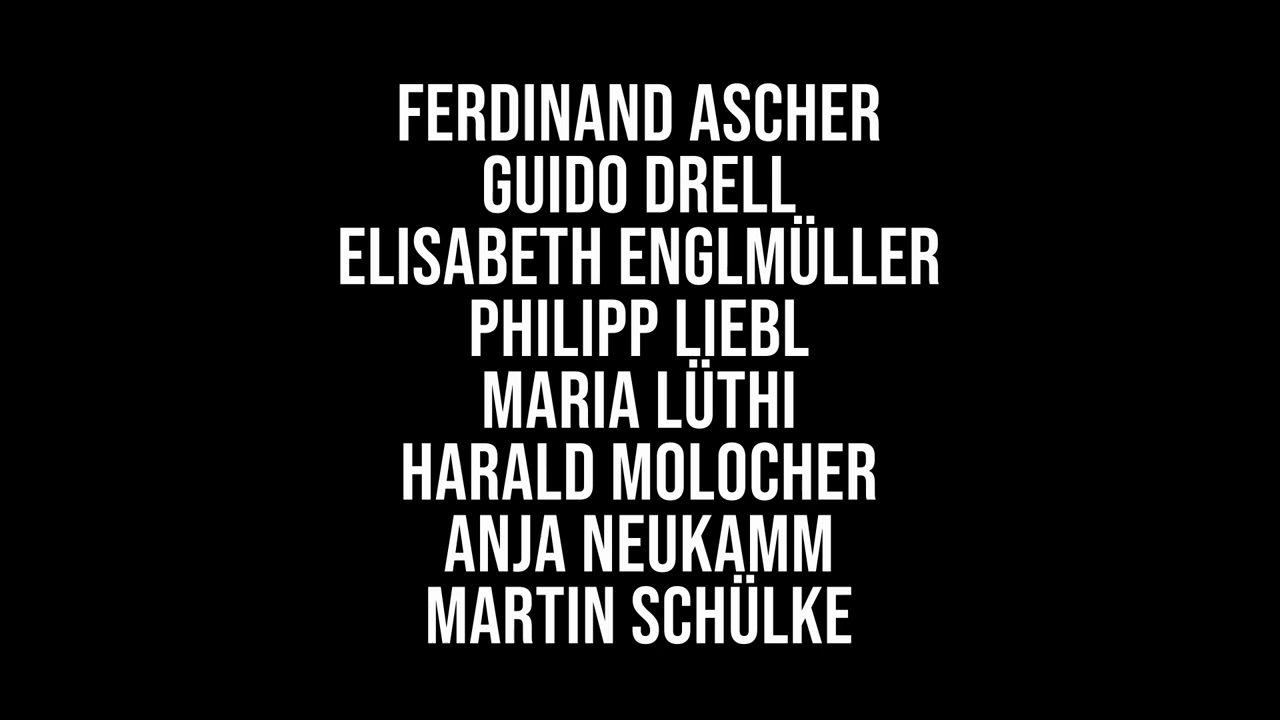 FERDINAND ASCHER
GUIDO DRELL
ELISABETH ENGLMÜLLER
PHILIPP LIEBL
MARIA LÜTHI
HARALD MOLOCHER
ANJA NEUKAMM
MARTIN SCHÜLKE